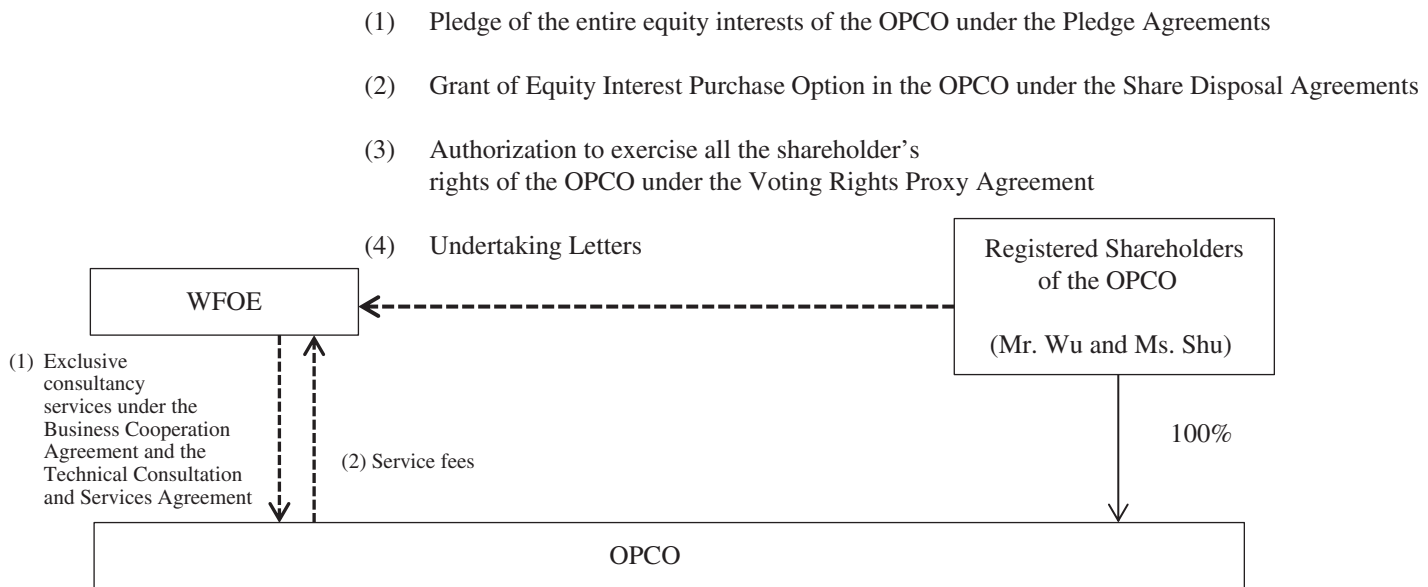 (1) Pledge of the entire equity interests of the OPCO under the Pledge Agreements
(2) Grant of Equity Interest Purchase Option in the OPCO under the Share Disposal Agreements
(3) Authorization to exercise all the shareholder’s
rights of the OPCO under the Voting Rights Proxy Agreement
(4) Undertaking Letters
Registered Shareholders
of the OPCO
(Mr. Wu and Ms. Shu)
WFOE
(1) Exclusive
consultancy
services under the
Business Cooperation
Agreement and the
Technical Consultation
and Services Agreement
(2) Service fees
100%
OPCO